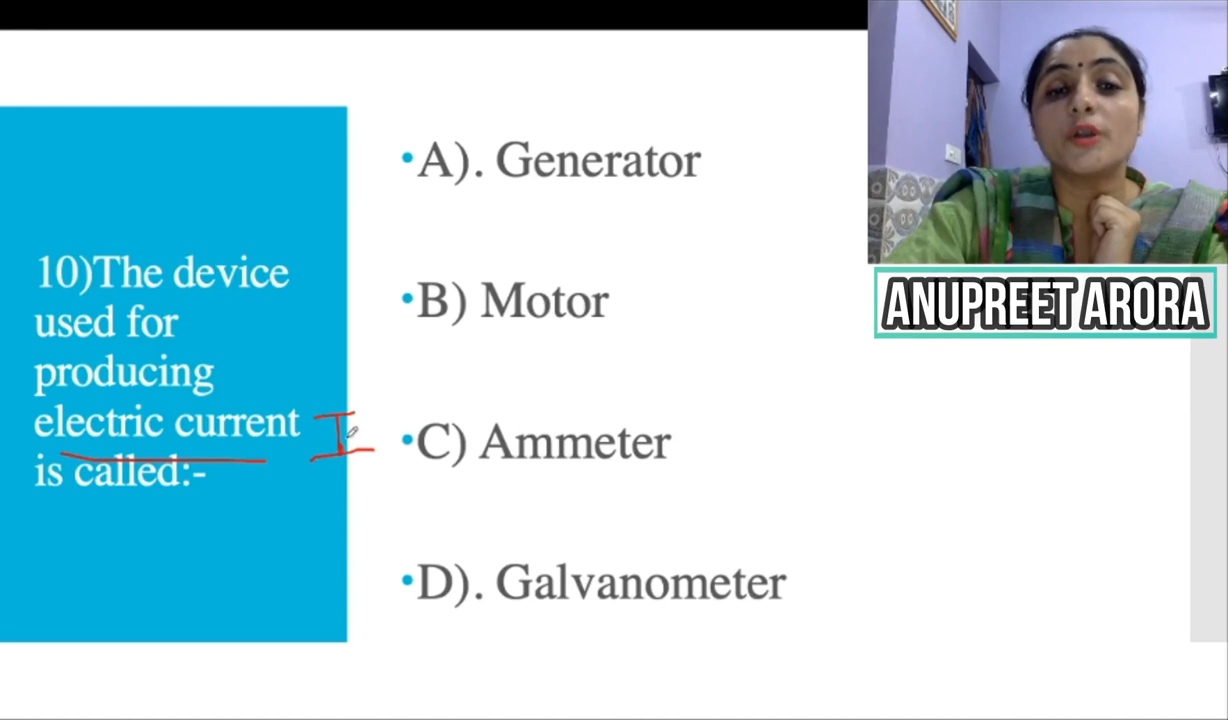 10)The device
used for
producing
electric current
is called:-
I
•A). Generator
•B) Motor
•C) Ammeter
•D). Galvanometer
ANUPREET ARORA